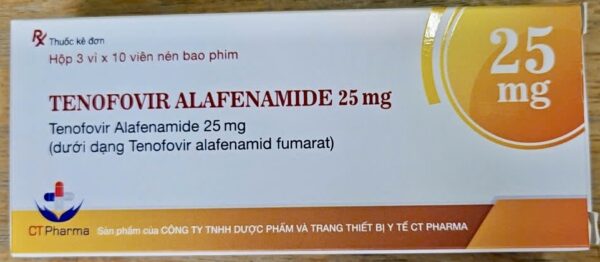 Rx Thuốc kê đơn
Hộp 3 vỉ x 10 viên nén bao phim
TENOFOVIR ALAFENAMIDE 25 mg
Tenofovir Alafenamide 25 mg
(dưới dạng Tenofovir alafenamid fumarat)
25
mg
CT Pharma
Sản phẩm của CÔNG TY TNHH DƯỢC PHẨM VÀ TRANG THIẾT BỊ Y TẾ CT PHARMA